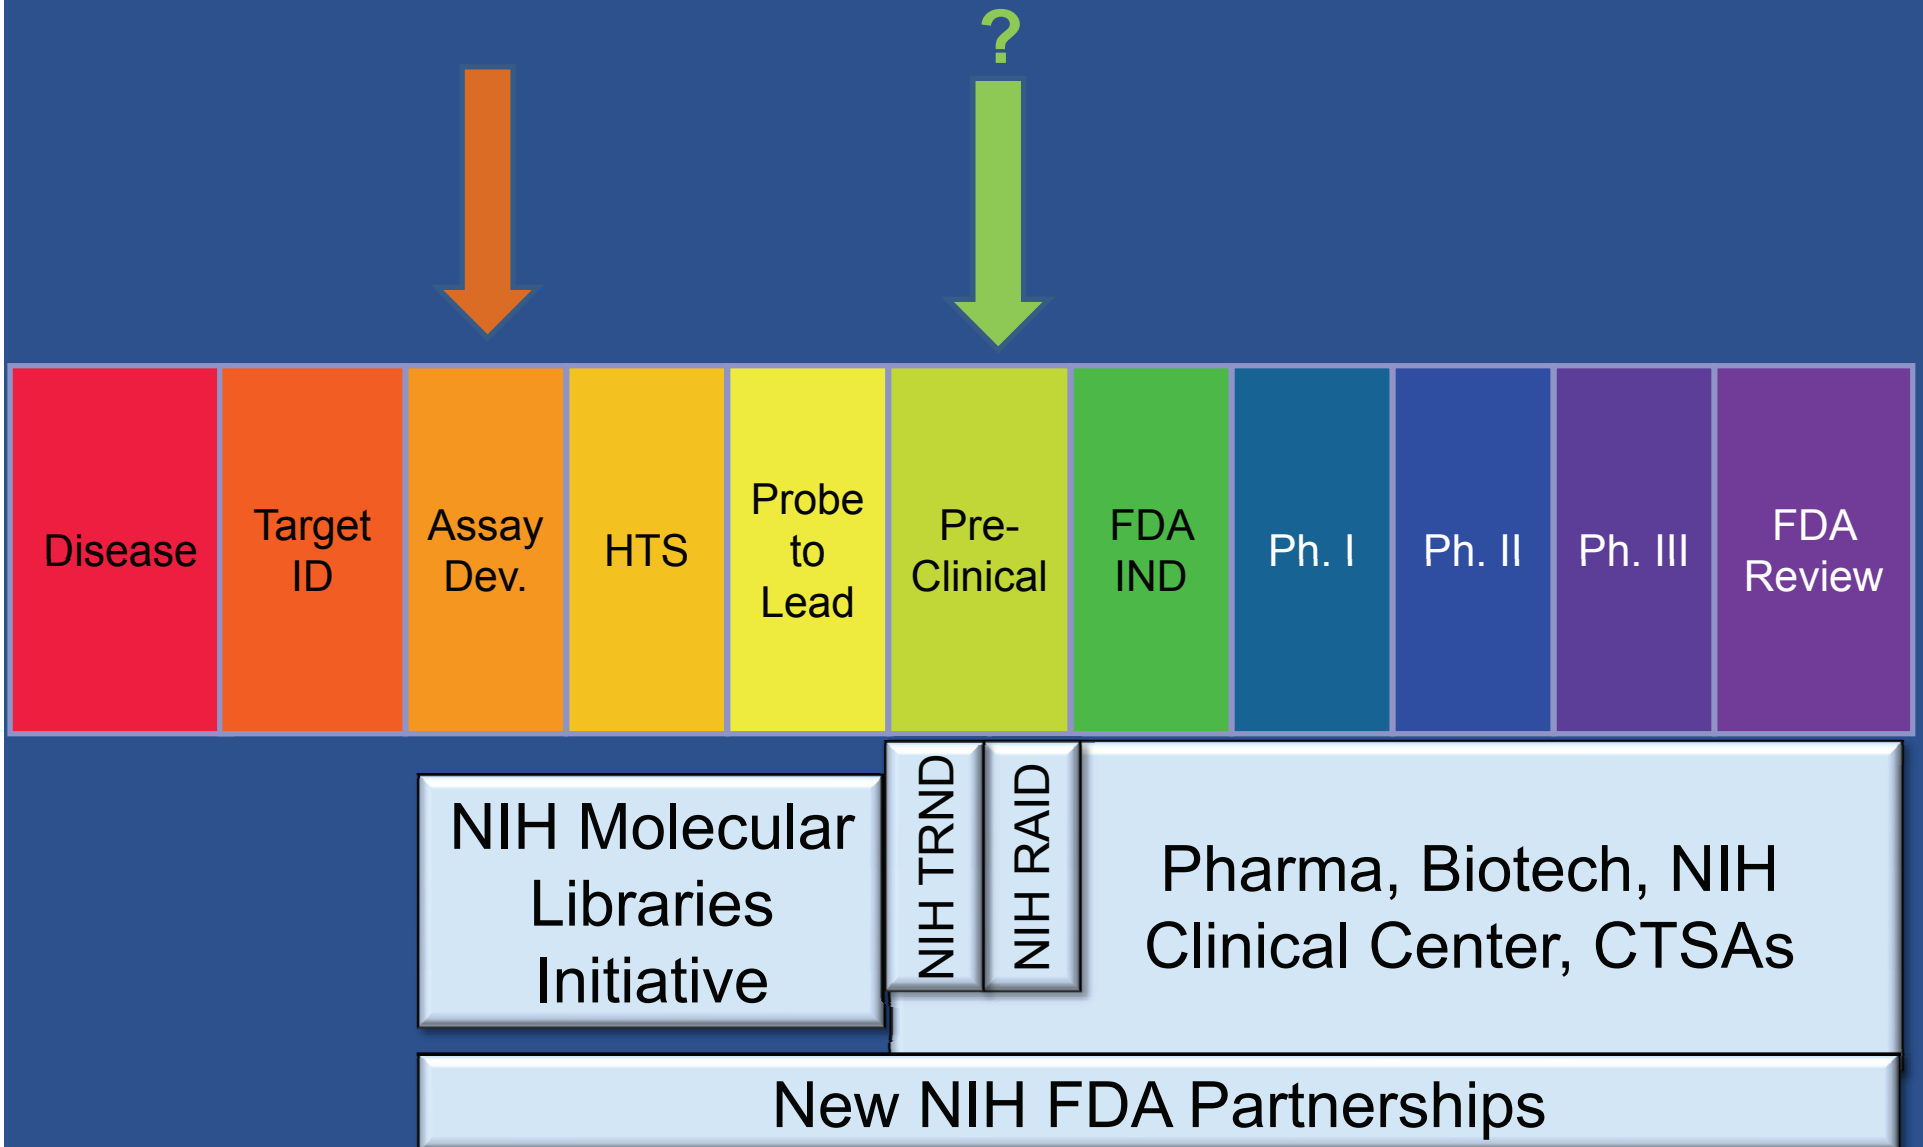 ?
Disease
Target
ID
Assay
Dev.
HTS
Probe
to
Lead
Pre-
Clinical
FDA
IND
Ph. I
Ph. II
Ph. III
FDA
Review
NIH Molecular
Libraries
Initiative
NIH TRND
NIH RAID
Pharma, Biotech, NIH
Clinical Center, CTSAs
New NIH FDA Partnerships